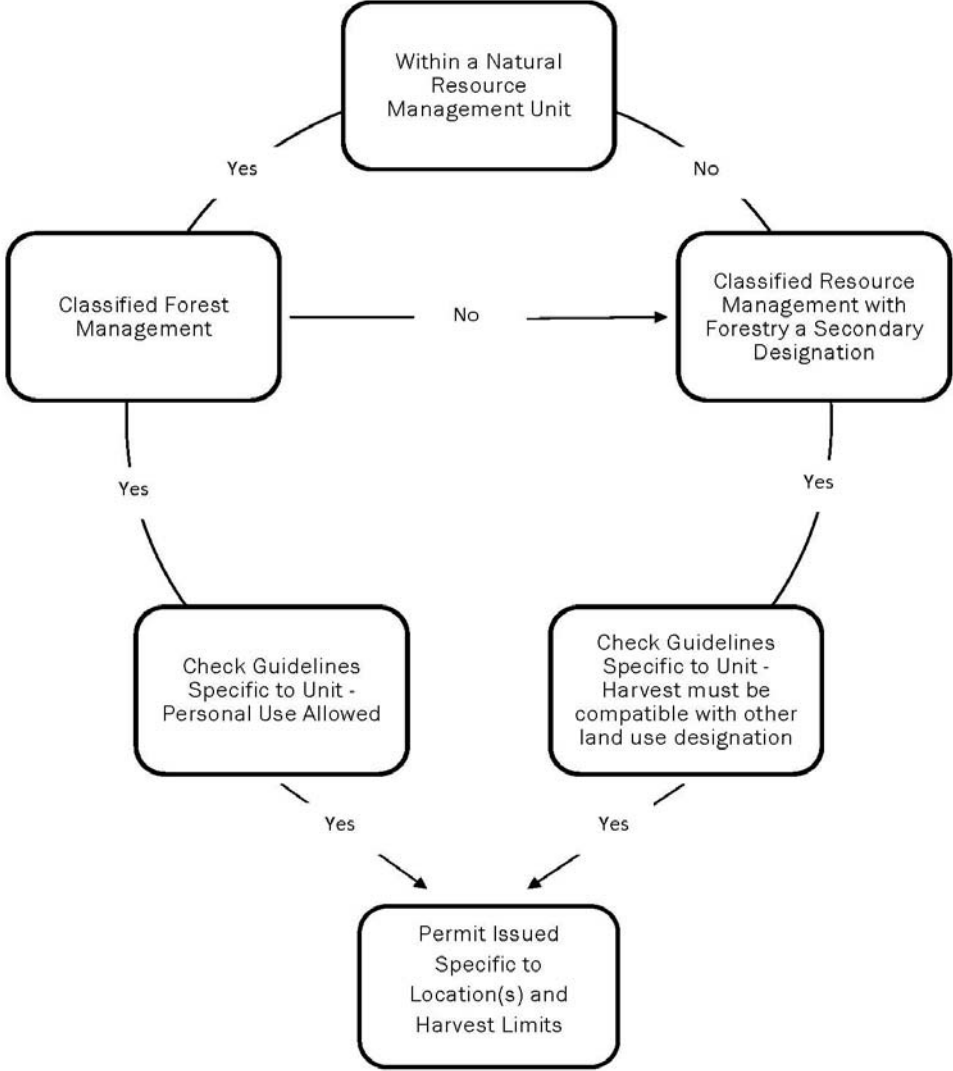 Within a Natural
Resource
Management Unit
Yes
No
Classified Forest
Management
No
Classified Resource
Management with
Forestry a Secondary
Designation
Yes
Yes
Check Guidelines
Specific to Unit -
Personal Use Allowed
Check Guidelines
Specific to Unit -
Harvest must be
compatible with other
land use designation
Yes
Yes
Permit Issued
Specific to
Location(s) and
Harvest Limits